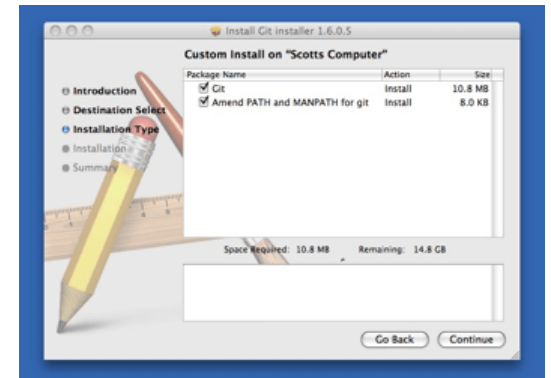 Install Git installer 1.6.0.5
Custom Install on "Scotts Computer"
Package Name Action Size
Git Install 10.8 MB
Amend PATH and MANPATH for git Install 8.0 KB
Introduction
Destination Select
Installation Type
Installation
Summary
Space Required: 10.8 MB Remaining: 14.8 GB
Go Back Continue